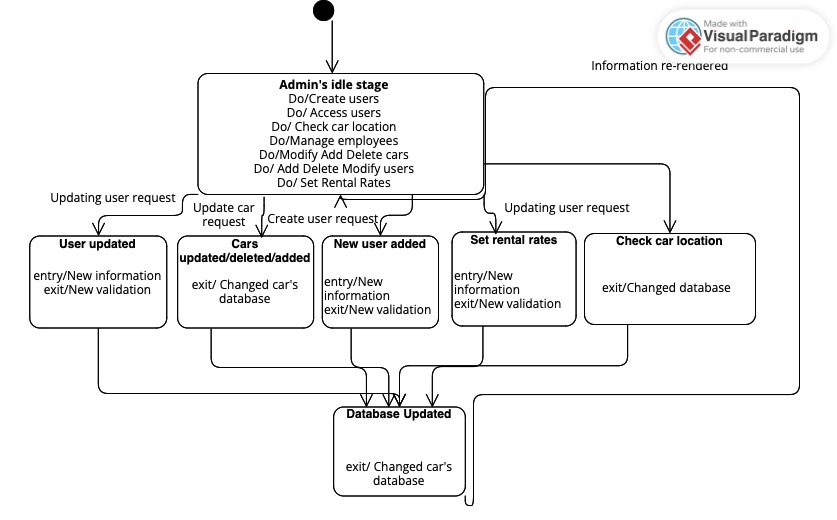 Made with
VisualParadigm
For non-commercial use
Information re-rendered
Admin's idle stage
Do/Create users
Do/ Access users
Do/ Check car location
Do/Manage employees
Do/Modify Add Delete cars
Do/ Add Delete Modify users
Do/ Set Rental Rates
Updating user request
Update car
request
Create user request
Updating user request
User updated
entry/New information
exit/New validation
Cars
updated/deleted/added
exit/ Changed car's
database
New user added
entry/New
information
exit/New validation
Set rental rates
entry/New
information
exit/New validation
Check car location
exit/Changed database
Database Updated
exit/ Changed car's
database